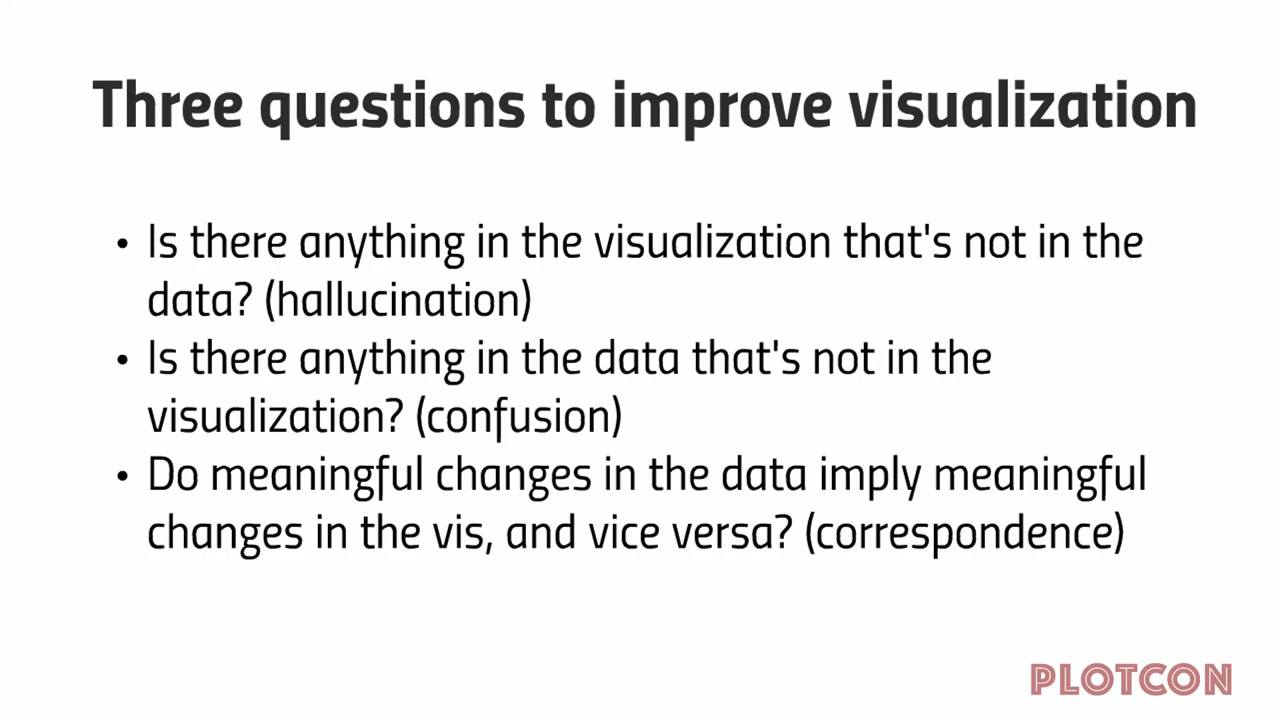 Three questions to improve visualization
• Is there anything in the visualization that's not in the
data? (hallucination)
• Is there anything in the data that's not in the
visualization? (confusion)
• Do meaningful changes in the data imply meaningful
changes in the vis, and vice versa? (correspondence)
PLOTCON